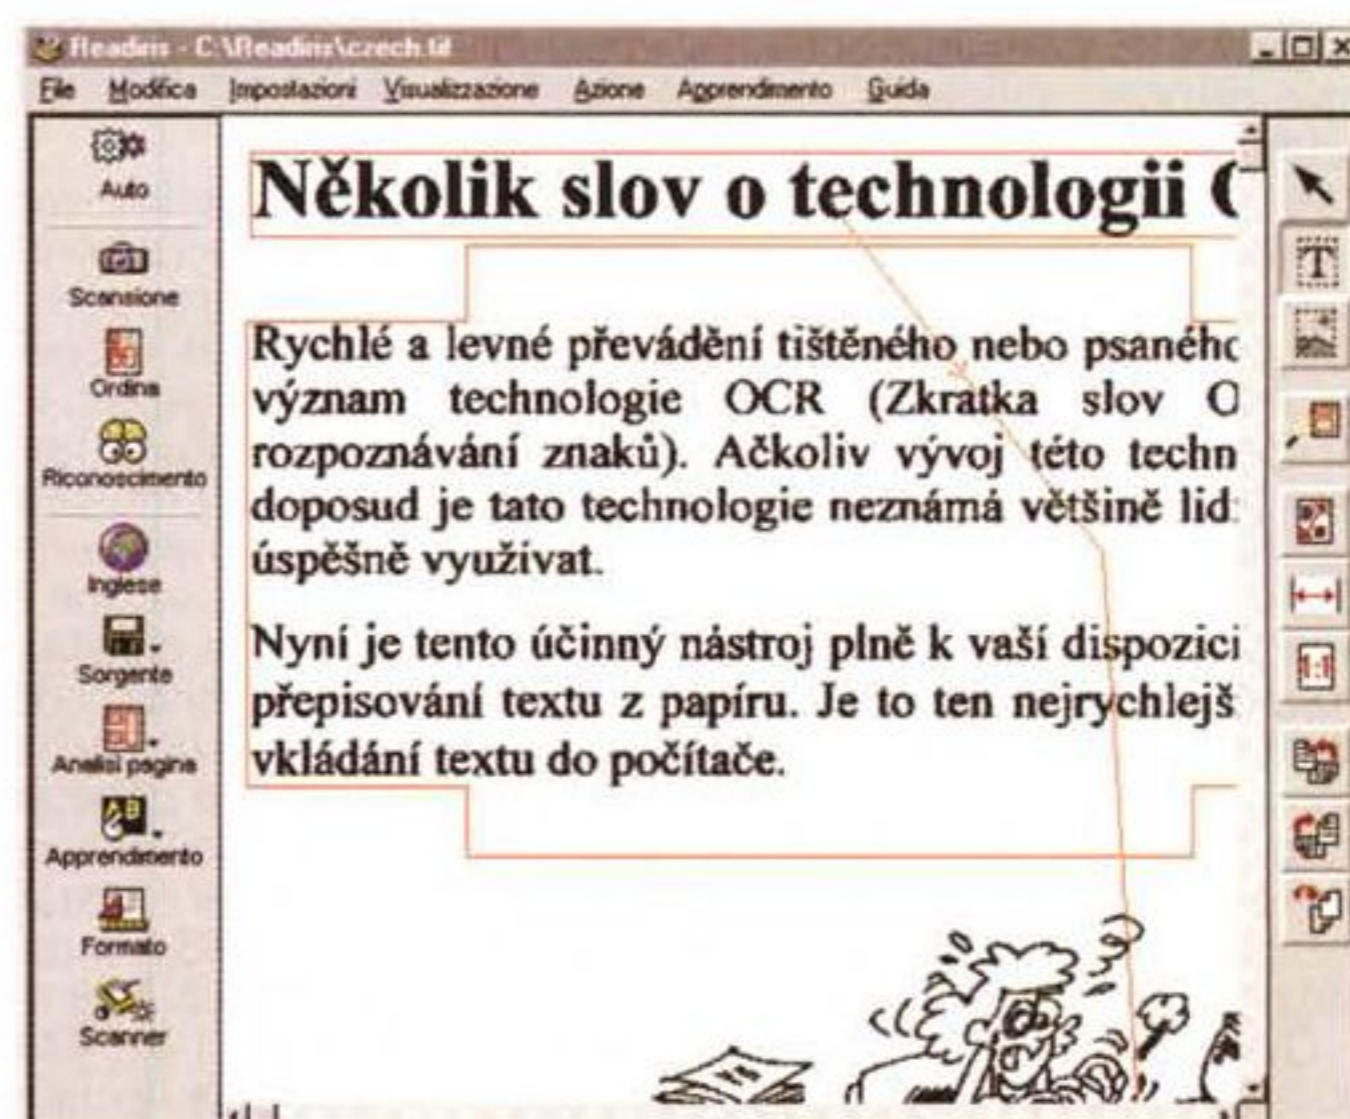 Readiris - C:\Readiris\czech.tif
File Modifica Impostazioni Visualizzazione Azione Apprendimento Guida
Auto
Scansione
Ordina
Riconoscimento
Inglese
Sorgente
Analisi pagina
Apprendimento
Formato
Scanner
Několik slov o technologii
Rychlé a levné převádění tištěného nebo psaného
význam technologie OCR (Zkratka slov O
rozpoznávání znaků). Ačkoliv vývoj této techn
doposud je tato technologie neznámá většině lid
úspěšně využívat.
Nyní je tento účinný nástroj plně k vaší dispozici
přepisování textu z papíru. Je to ten nejrychlejš
vkládání textu do počítače.
T
1:1